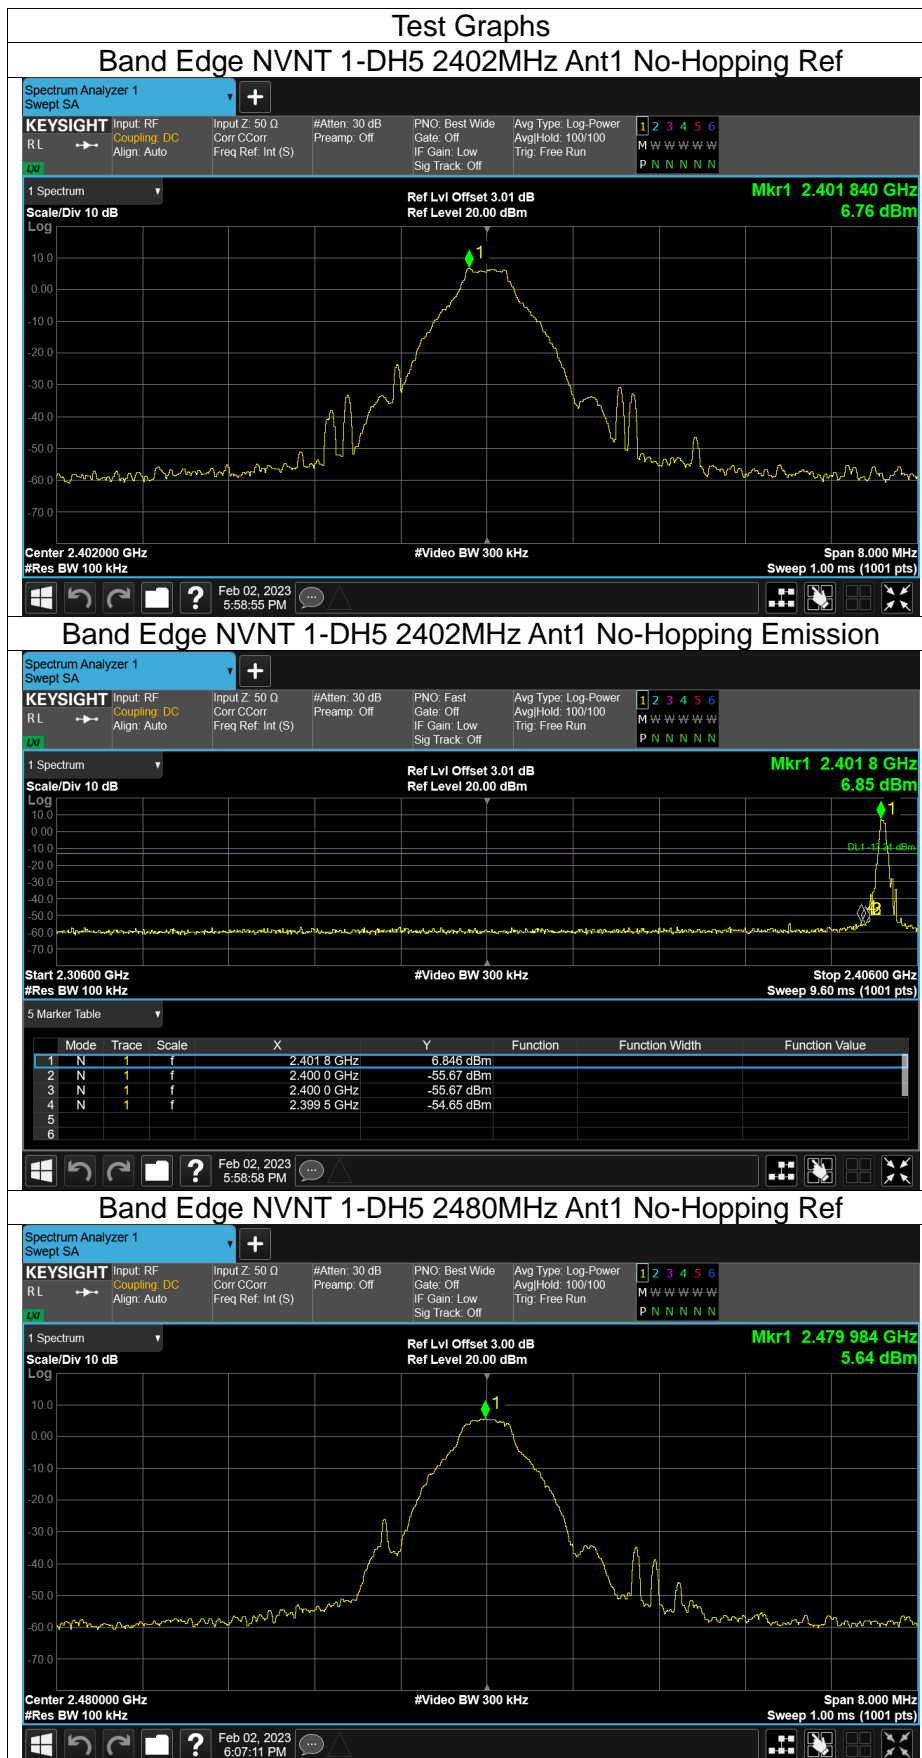 Test Graphs
Band Edge NVNT 1-DH5 2402MHz Ant1 No-Hopping Ref
Spectrum Analyzer 1
Swept SA
KEYSIGHT Input: RF Input Z: 50 Ω #Atten: 30 dB PNO: Best Wide Avg Type: Log-Power 1 2 3 4 5 6
RL Coupling: DC Corr CCorr Preamp: Off Gate: Off Avg|Hold: 100/100 M W W W W W
Align: Auto Freq Ref: Int (S) IF Gain: Low Trig: Free Run
LXI Sig Track: Off P N N N N N
1 Spectrum Ref Lvl Offset 3.01 dB Mkr1 2.401 840 GHz
Scale/Div 10 dB Ref Level 20.00 dBm 6.76 dBm
Log
1
10.0
0.00
-10.0
-20.0
-30.0
-40.0
-50.0
-60.0
-70.0
Center 2.402000 GHz #Video BW 300 kHz Span 8.000 MHz
#Res BW 100 kHz Sweep 1.00 ms (1001 pts)
? Feb 02, 2023
5:58:55 PM
Band Edge NVNT 1-DH5 2402MHz Ant1 No-Hopping Emission
Spectrum Analyzer 1
Swept SA
KEYSIGHT Input: RF Input Z: 50 Ω #Atten: 30 dB PNO: Fast Avg Type: Log-Power 1 2 3 4 5 6
RL Coupling: DC Corr CCorr Preamp: Off Gate: Off Avg|Hold: 100/100 M W W W W W
Align: Auto Freq Ref: Int (S) IF Gain: Low Trig: Free Run
LXI Sig Track: Off P N N N N N
1 Spectrum Ref Lvl Offset 3.01 dB Mkr1 2.401 8 GHz
Scale/Div 10 dB Ref Level 20.00 dBm 6.85 dBm
Log
10.0 1
0.00
-10.0 DL1 -13.24 dBm
-20.0
-30.0
-40.0
-50.0
-60.0
-70.0
Start 2.30600 GHz #Video BW 300 kHz Stop 2.40600 GHz
#Res BW 100 kHz Sweep 9.60 ms (1001 pts)
5 Marker Table
Mode Trace Scale X Y Function Function Width Function Value
1 N 1 f 2.401 8 GHz 6.846 dBm
2 N 1 f 2.400 0 GHz -55.67 dBm
3 N 1 f 2.400 0 GHz -55.67 dBm
4 N 1 f 2.399 5 GHz -54.65 dBm
5
6
? Feb 02, 2023
5:58:58 PM
Band Edge NVNT 1-DH5 2480MHz Ant1 No-Hopping Ref
Spectrum Analyzer 1
Swept SA
KEYSIGHT Input: RF Input Z: 50 Ω #Atten: 30 dB PNO: Best Wide Avg Type: Log-Power 1 2 3 4 5 6
RL Coupling: DC Corr CCorr Preamp: Off Gate: Off Avg|Hold: 100/100 M W W W W W
Align: Auto Freq Ref: Int (S) IF Gain: Low Trig: Free Run
LXI Sig Track: Off P N N N N N
1 Spectrum Ref Lvl Offset 3.00 dB Mkr1 2.479 984 GHz
Scale/Div 10 dB Ref Level 20.00 dBm 5.64 dBm
Log
10.0 1
0.00
-10.0
-20.0
-30.0
-40.0
-50.0
-60.0
-70.0
Center 2.480000 GHz #Video BW 300 kHz Span 8.000 MHz
#Res BW 100 kHz Sweep 1.00 ms (1001 pts)
? Feb 02, 2023
6:07:11 PM